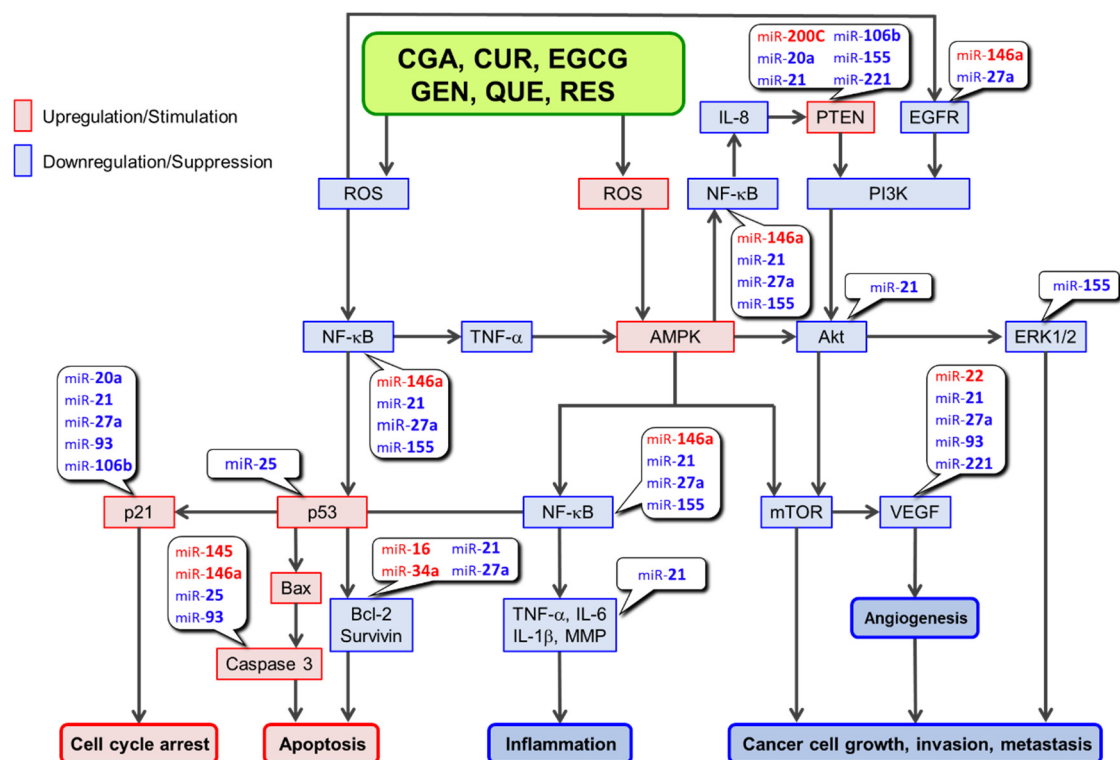 CGA, CUR, EGCG
GEN, QUE, RES
Upregulation/Stimulation
Downregulation/Suppression
miR-200C miR-106b
miR-20a miR-155
miR-21 miR-221
miR-146a
miR-27a
IL-8
PTEN
EGFR
ROS
ROS
NF-κB
PI3K
miR-146a
miR-21
miR-27a
miR-155
miR-21
miR-155
NF-κB
TNF-α
AMPK
Akt
ERK1/2
miR-20a
miR-21
miR-27a
miR-93
miR-106b
miR-25
miR-146a
miR-21
miR-27a
miR-155
miR-146a
miR-21
miR-27a
miR-155
miR-22
miR-21
miR-27a
miR-93
miR-221
p21
p53
NF-κB
mTOR
VEGF
miR-145
miR-146a
miR-25
miR-93
Bax
miR-16 miR-21
miR-34a miR-27a
miR-21
Bcl-2
Survivin
TNF-α, IL-6
IL-1β, MMP
Angiogenesis
Caspase 3
Cell cycle arrest
Apoptosis
Inflammation
Cancer cell growth, invasion, metastasis